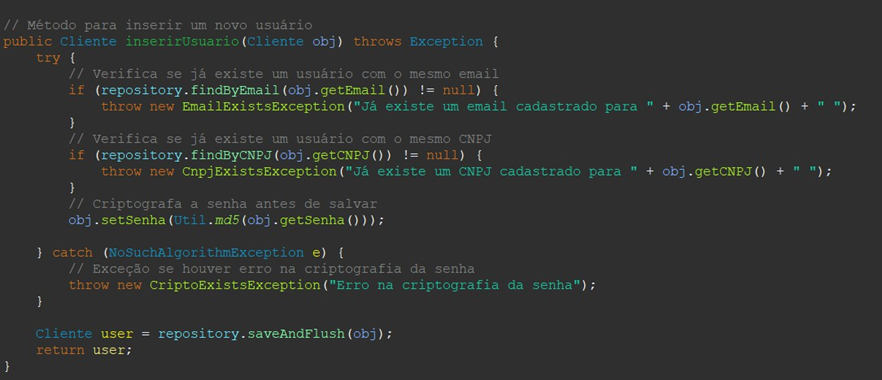 // Método para inserir um novo usuário
public Cliente inserirUsuario(Cliente obj) throws Exception {
    try {
        // Verifica se já existe um usuário com o mesmo email
        if (repository.findByEmail(obj.getEmail()) != null) {
            throw new EmailExistsException("Já existe um email cadastrado para " + obj.getEmail() + " ");
        }
        // Verifica se já existe um usuário com o mesmo CNPJ
        if (repository.findByCNPJ(obj.getCNPJ()) != null) {
            throw new CnpjExistsException("Já existe um CNPJ cadastrado para " + obj.getCNPJ() + " ");
        }
        // Criptografa a senha antes de salvar
        obj.setSenha(Util.md5(obj.getSenha()));

    } catch (NoSuchAlgorithmException e) {
        // Exceção se houver erro na criptografia da senha
        throw new CriptoExistsException("Erro na criptografia da senha");
    }

    Cliente user = repository.saveAndFlush(obj);
    return user;
}